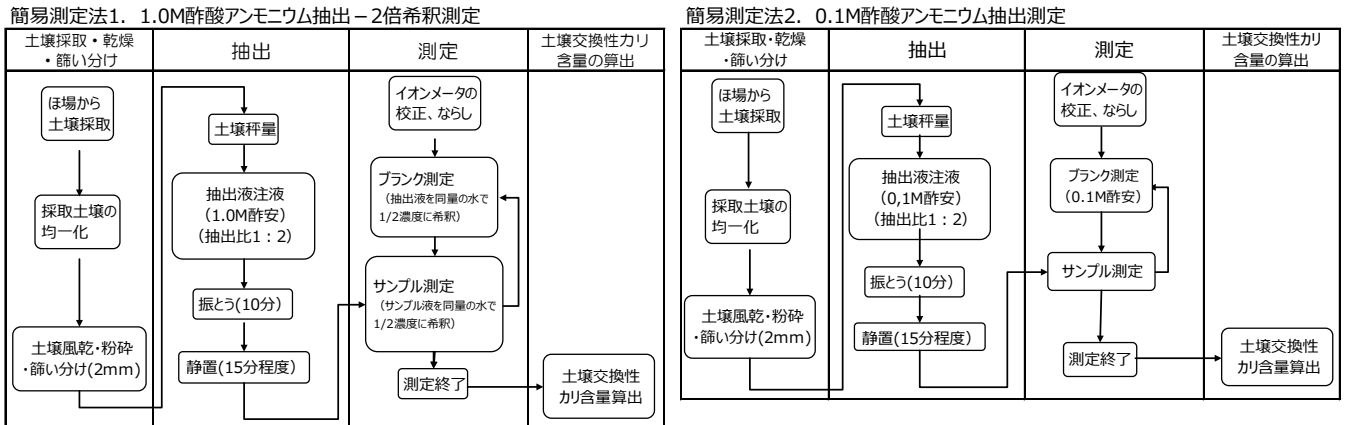 簡易測定法1. 1.0M酢酸アンモニウム抽出－2倍希釈測定
土壌採取・乾燥
・篩い分け
抽出
測定
土壌交換性カリ
含量の算出
ほ場から
土壌採取
採取土壌の
均一化
土壌風乾・粉砕
・篩い分け(2mm)
土壌秤量
抽出液注液
（1.0M酢安）
（抽出比1：2）
振とう(10分)
静置(15分程度)
イオンメータの
校正、ならし
ブランク測定
（抽出液を同量の水で
1/2濃度に希釈）
サンプル測定
（サンプル液を同量の水で
1/2濃度に希釈）
測定終了
土壌交換性
カリ含量算出
簡易測定法2. 0.1M酢酸アンモニウム抽出測定
土壌採取・乾燥
・篩い分け
抽出
測定
土壌交換性カリ
含量の算出
ほ場から
土壌採取
採取土壌の
均一化
土壌風乾・粉砕
・篩い分け(2mm)
土壌秤量
抽出液注液
（0,1M酢安）
（抽出比1：2）
振とう(10分)
静置(15分程度)
イオンメータの
校正、ならし
ブランク測定
（0.1M酢安）
サンプル測定
測定終了
土壌交換性
カリ含量算出